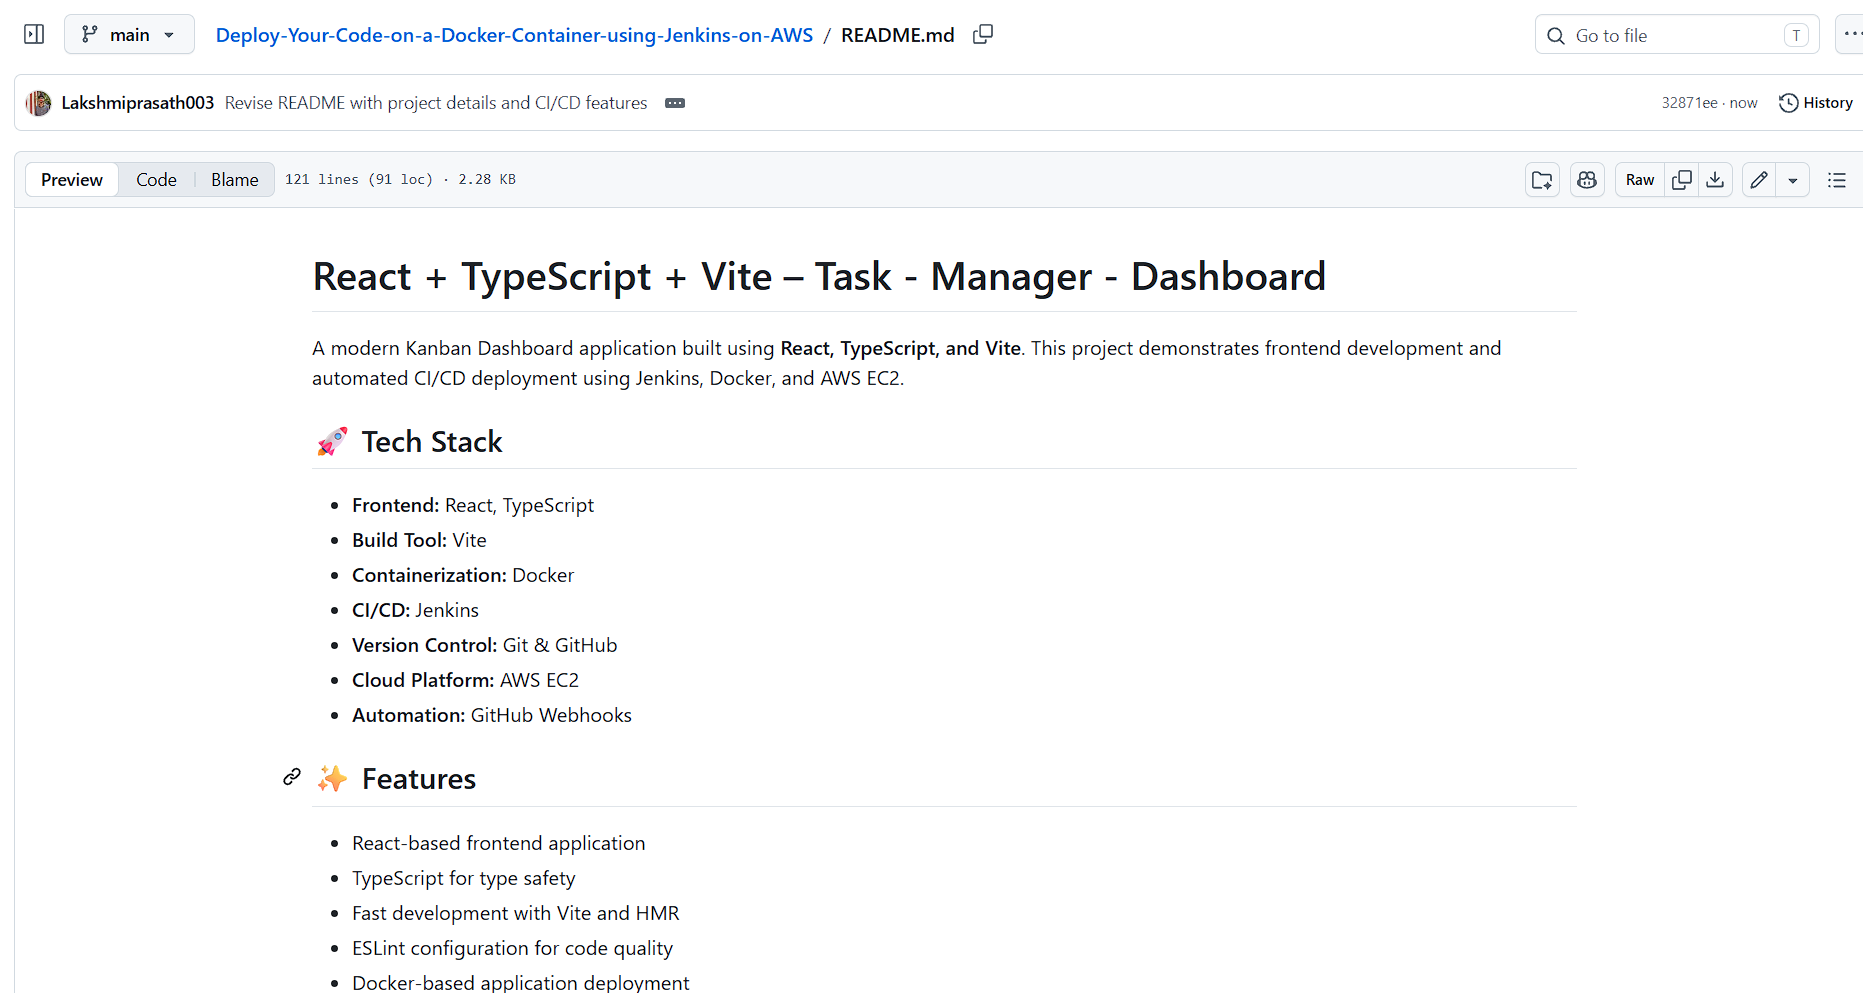 main
Deploy-Your-Code-on-a-Docker-Container-using-Jenkins-on-AWS / README.md
Go to file
T
Lakshmiprasath003 Revise README with project details and CI/CD features
32871ee · now
History
Preview
Code
Blame
121 lines (91 loc) · 2.28 KB
Raw
React + TypeScript + Vite – Task - Manager - Dashboard
A modern Kanban Dashboard application built using React, TypeScript, and Vite. This project demonstrates frontend development and
automated CI/CD deployment using Jenkins, Docker, and AWS EC2.
🚀 Tech Stack
• Frontend: React, TypeScript
• Build Tool: Vite
• Containerization: Docker
• CI/CD: Jenkins
• Version Control: Git & GitHub
• Cloud Platform: AWS EC2
• Automation: GitHub Webhooks
✨ Features
• React-based frontend application
• TypeScript for type safety
• Fast development with Vite and HMR
• ESLint configuration for code quality
• Docker-based application deployment